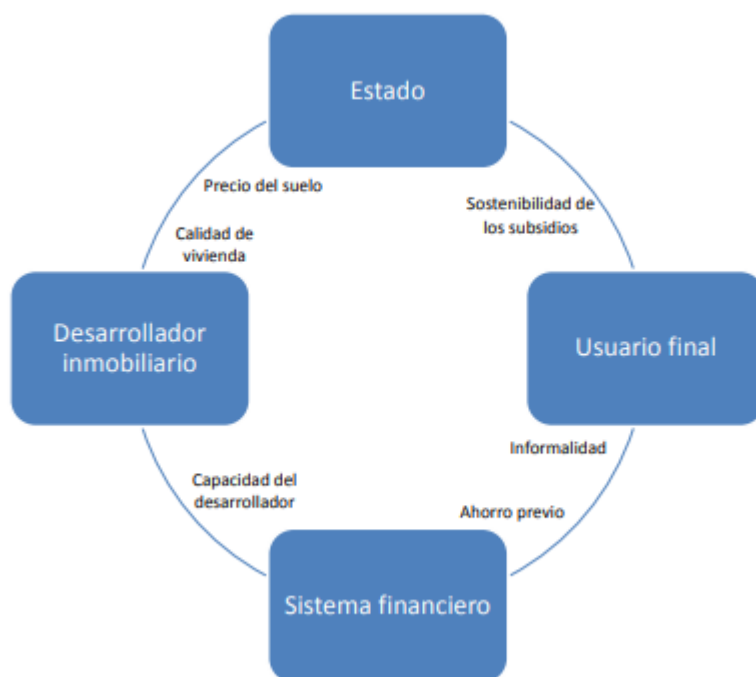 Estado
Precio del suelo
Sostenibilidad de
los subsidios
Calidad de
vivienda
Desarrollador
inmobiliario
Usuario final
Informalidad
Capacidad del
desarrollador
Ahorro previo
Sistema financiero